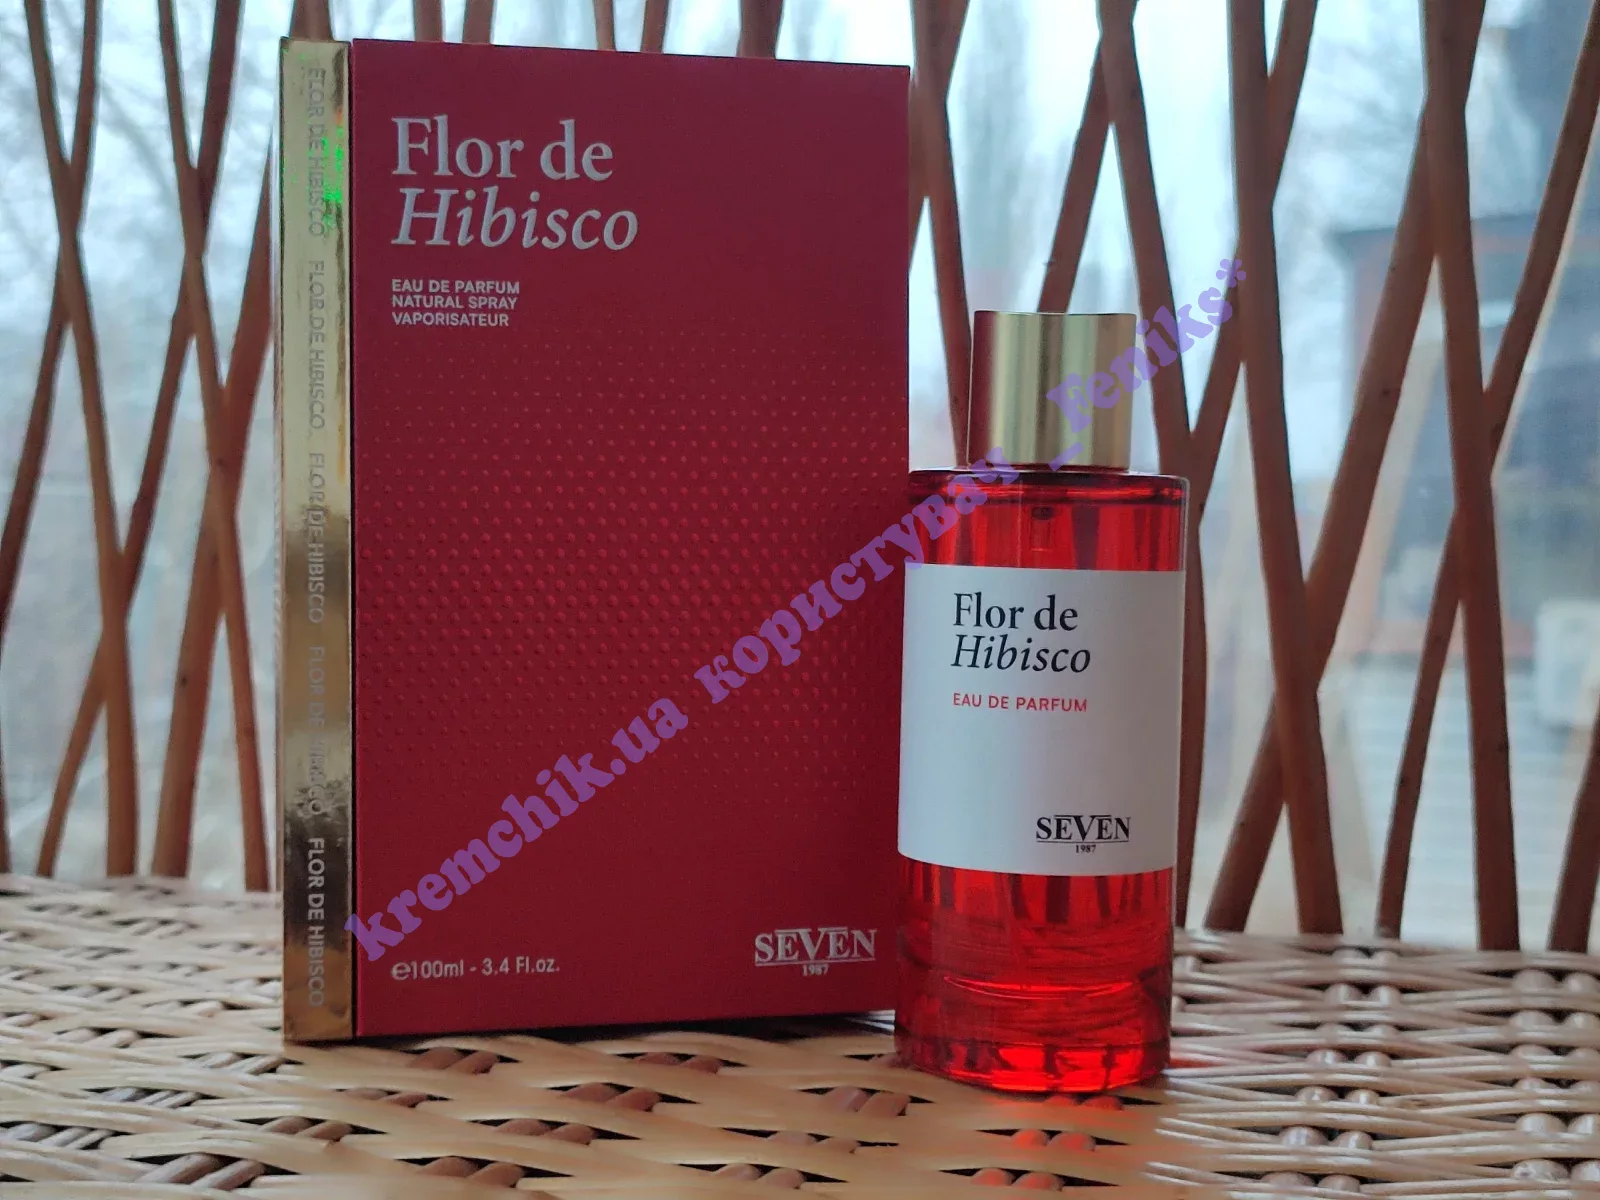 FLOR DE HIBISCO FLOR DE HIBISCO FLOR DE HIBISCO FLOR DE HIBISCO FLOR DE HIBISCO
Flor de
Hibisco
EAU DE PARFUM
NATURAL SPRAY
VAPORISATEUR
℮100ml - 3.4 Fl.oz.
SEVEN
1987
Flor de
Hibisco
EAU DE PARFUM
SEVEN
1987
kremchik.ua користувач _Feniks*